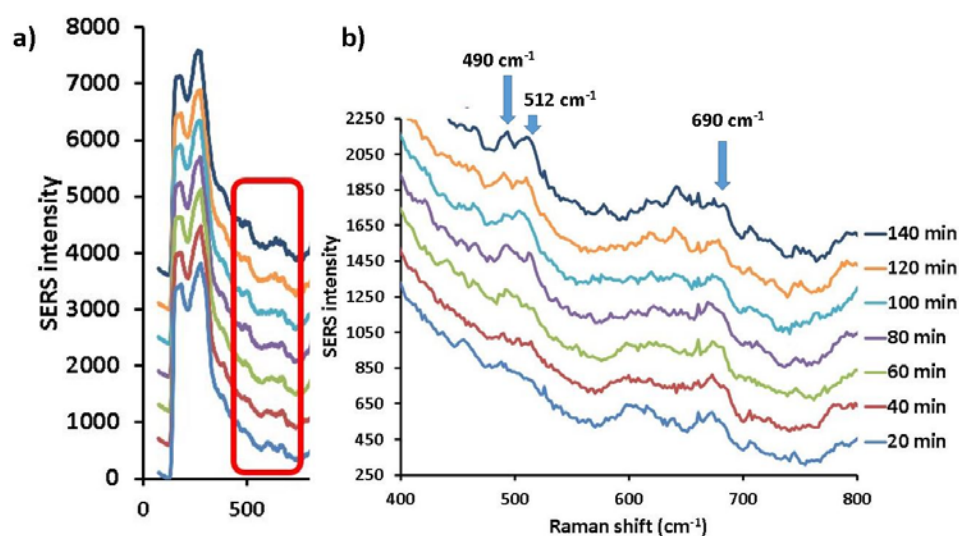 a)
SERS intensity
8000
7000
6000
5000
4000
3000
2000
1000
0
0
500
b)
490 cm⁻¹
512 cm⁻¹
690 cm⁻¹
SERS intensity
2250
2050
1850
1650
1450
1250
1050
850
650
450
250
400
500
600
700
800
Raman shift (cm⁻¹)
140 min
120 min
100 min
80 min
60 min
40 min
20 min